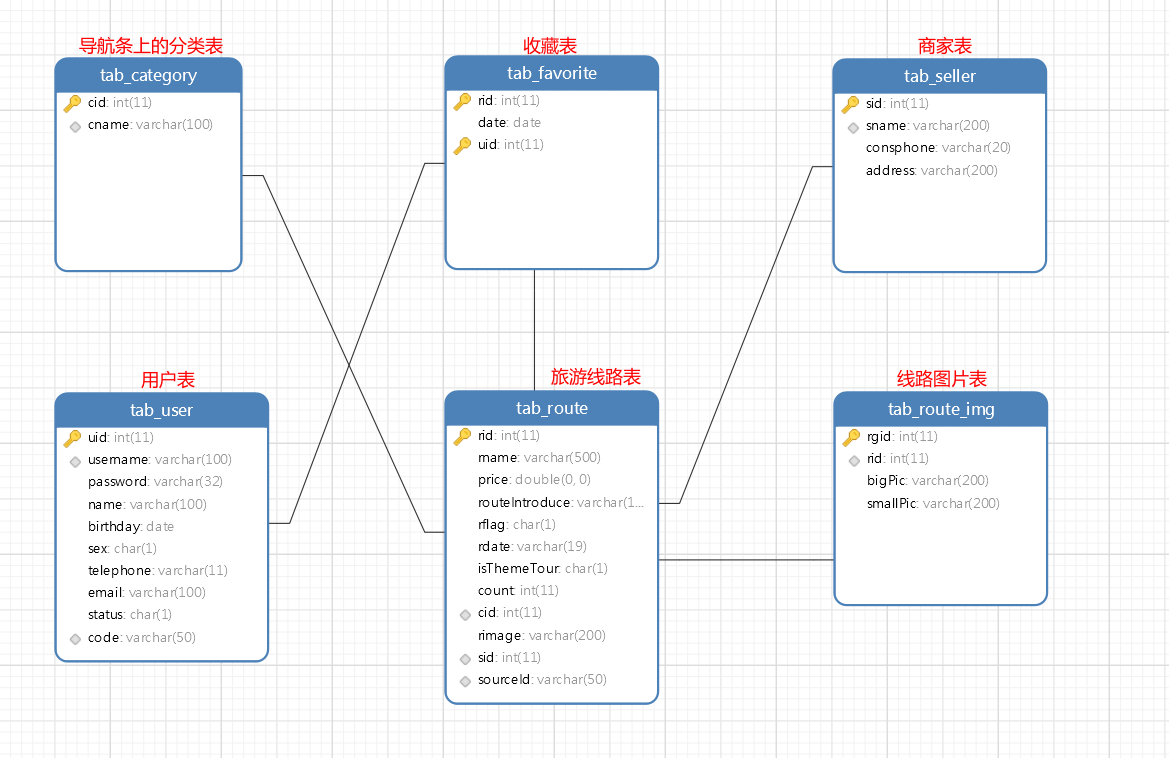 导航条上的分类表
tab_category
cid: int(11)
cname: varchar(100)
收藏表
tab_favorite
rid: int(11)
date: date
uid: int(11)
商家表
tab_seller
sid: int(11)
sname: varchar(200)
consphone: varchar(20)
address: varchar(200)
用户表
tab_user
uid: int(11)
username: varchar(100)
password: varchar(32)
name: varchar(100)
birthday: date
sex: char(1)
telephone: varchar(11)
email: varchar(100)
status: char(1)
code: varchar(50)
旅游线路表
tab_route
rid: int(11)
rname: varchar(500)
price: double(0, 0)
routeIntroduce: varchar(1...
rflag: char(1)
rdate: varchar(19)
isThemeTour: char(1)
count: int(11)
cid: int(11)
rimage: varchar(200)
sid: int(11)
sourceId: varchar(50)
线路图片表
tab_route_img
rgid: int(11)
rid: int(11)
bigPic: varchar(200)
smallPic: varchar(200)